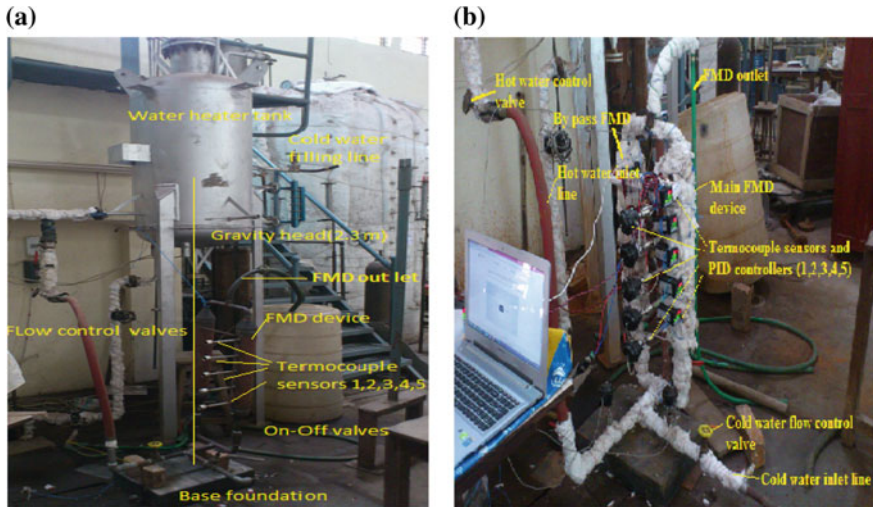 (a)
Water heater tank
Cold water
filling line
Gravity head(2.3 m)
FMD out let
FLow control valves
FMD device
Termocouple
sensors 1,2,3,4,5
On-Off valves
Base foundation
(b)
Hot water control
valve
FMD outlet
By pass FMD
Hot water inlet
line
Main FMD
device
Termocouple sensors and
PID controllers (1,2,3,4,5)
Cold water flow control
valve
Cold water inlet line